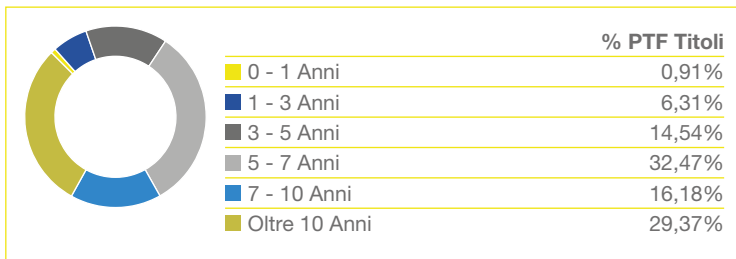 % PTF Titoli
0 - 1 Anni 0,91%
1 - 3 Anni 6,31%
3 - 5 Anni 14,54%
5 - 7 Anni 32,47%
7 - 10 Anni 16,18%
Oltre 10 Anni 29,37%